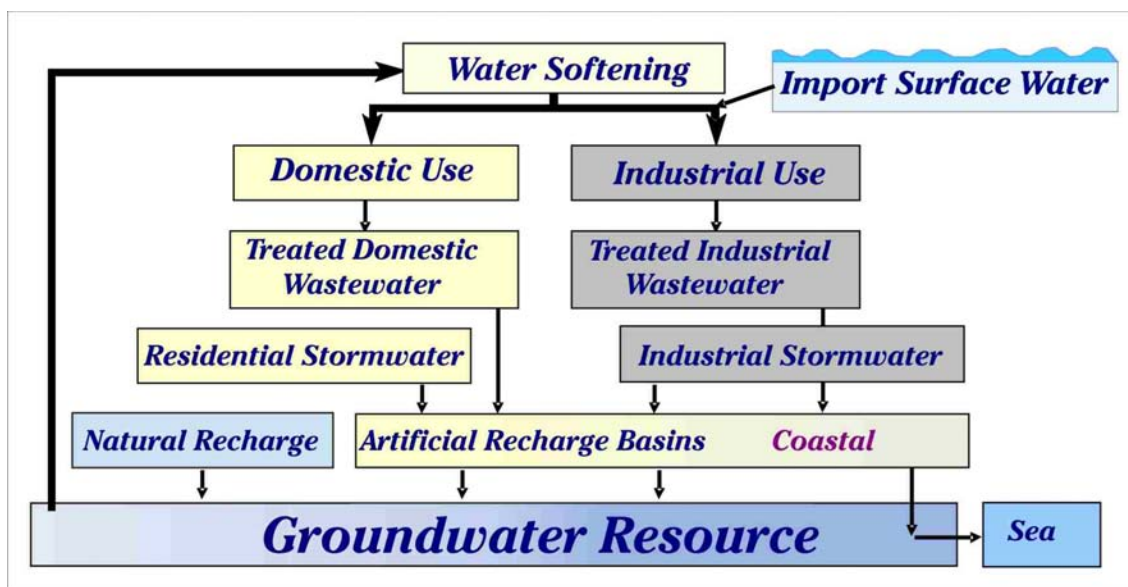 Water Softening
Import Surface Water
Domestic Use
Industrial Use
Treated Domestic
Wastewater
Treated Industrial
Wastewater
Residential Stormwater
Industrial Stormwater
Natural Recharge
Artificial Recharge Basins
Coastal
Groundwater Resource
Sea